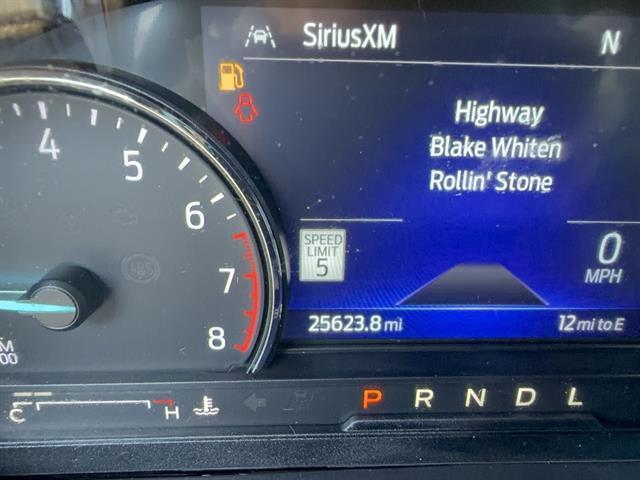 SiriusXM
N
Highway
Blake Whiten
Rollin' Stone
4
5
6
7
8
SPEED
LIMIT
5
0
MPH
25623.8 mi
12 mi to E
C
H
P R N D L